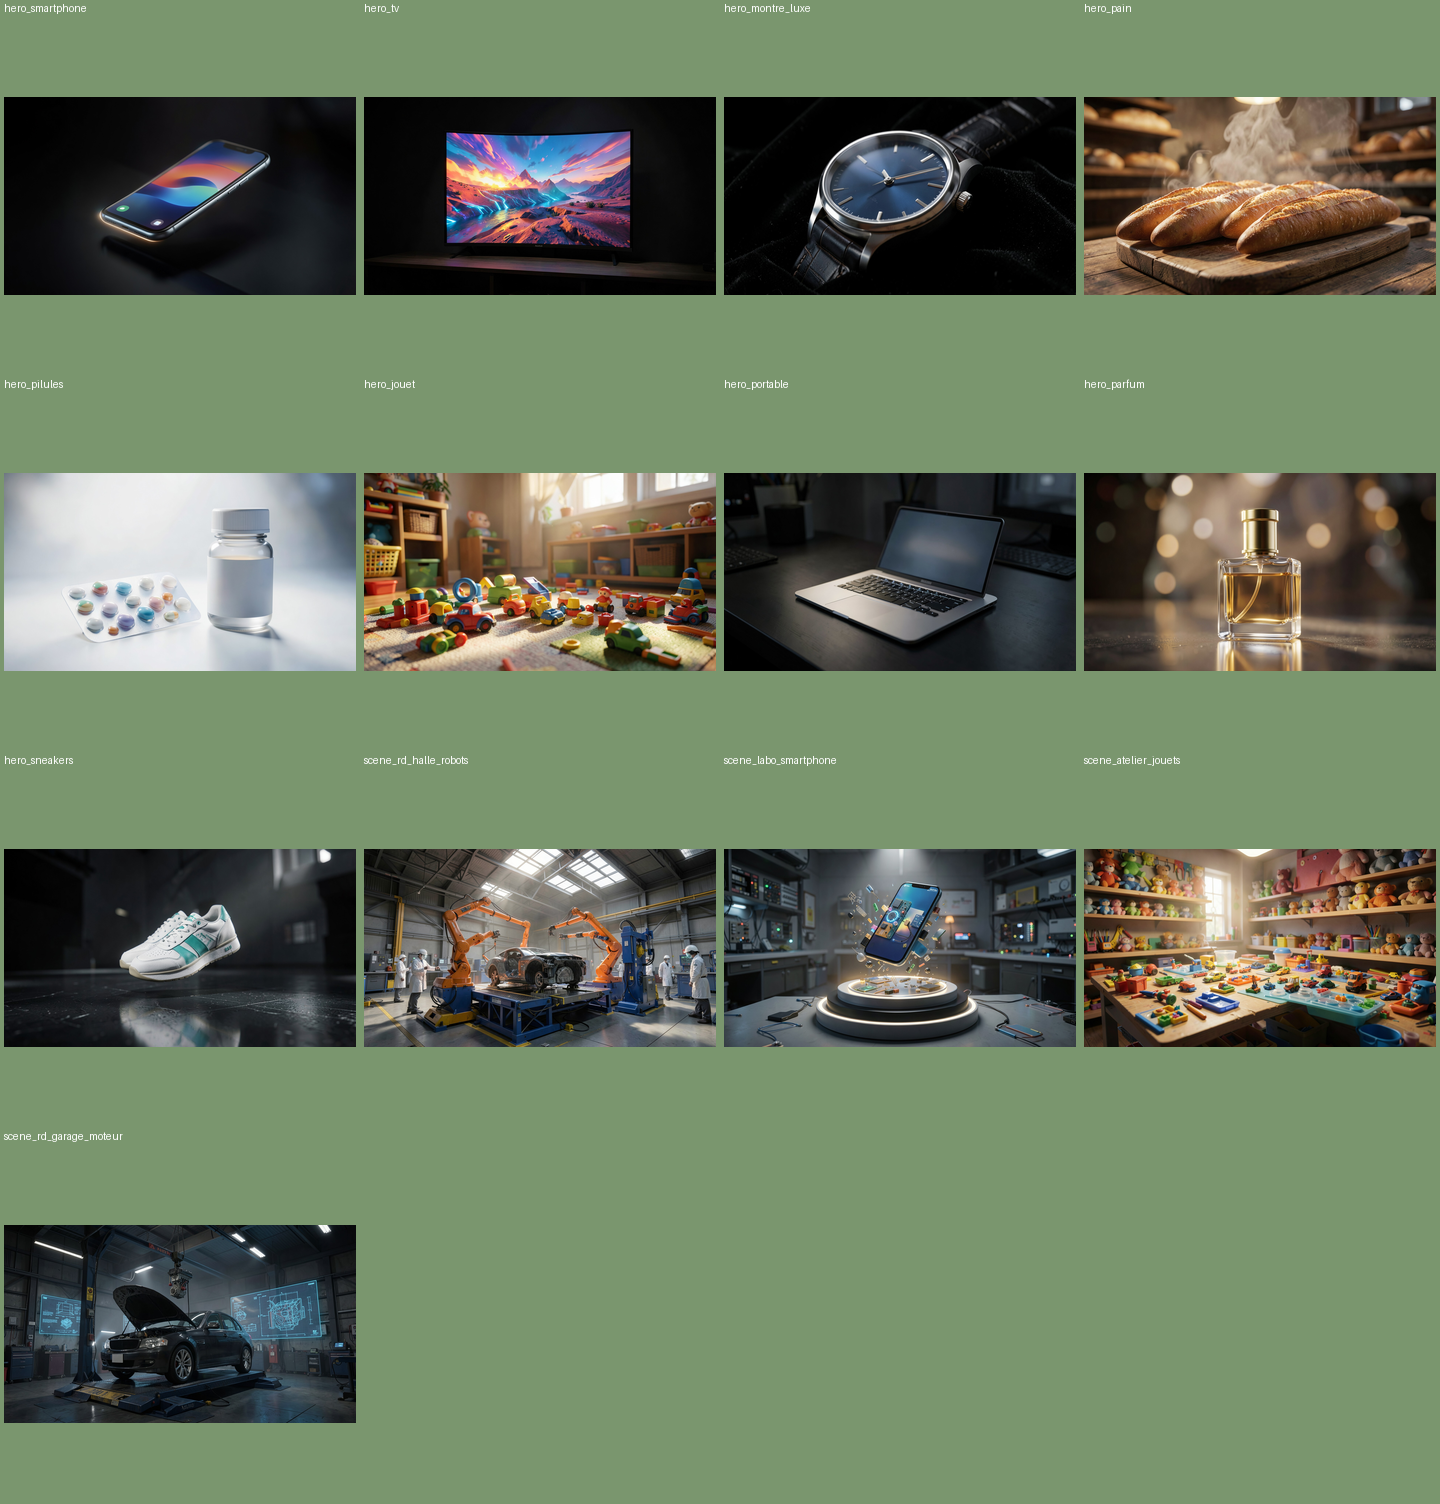 hero_smartphone
hero_tv
hero_montre_luxe
hero_pain
hero_pilules
hero_jouet
hero_portable
hero_parfum
hero_sneakers
scene_rd_halle_robots
scene_labo_smartphone
scene_atelier_jouets
scene_rd_garage_moteur